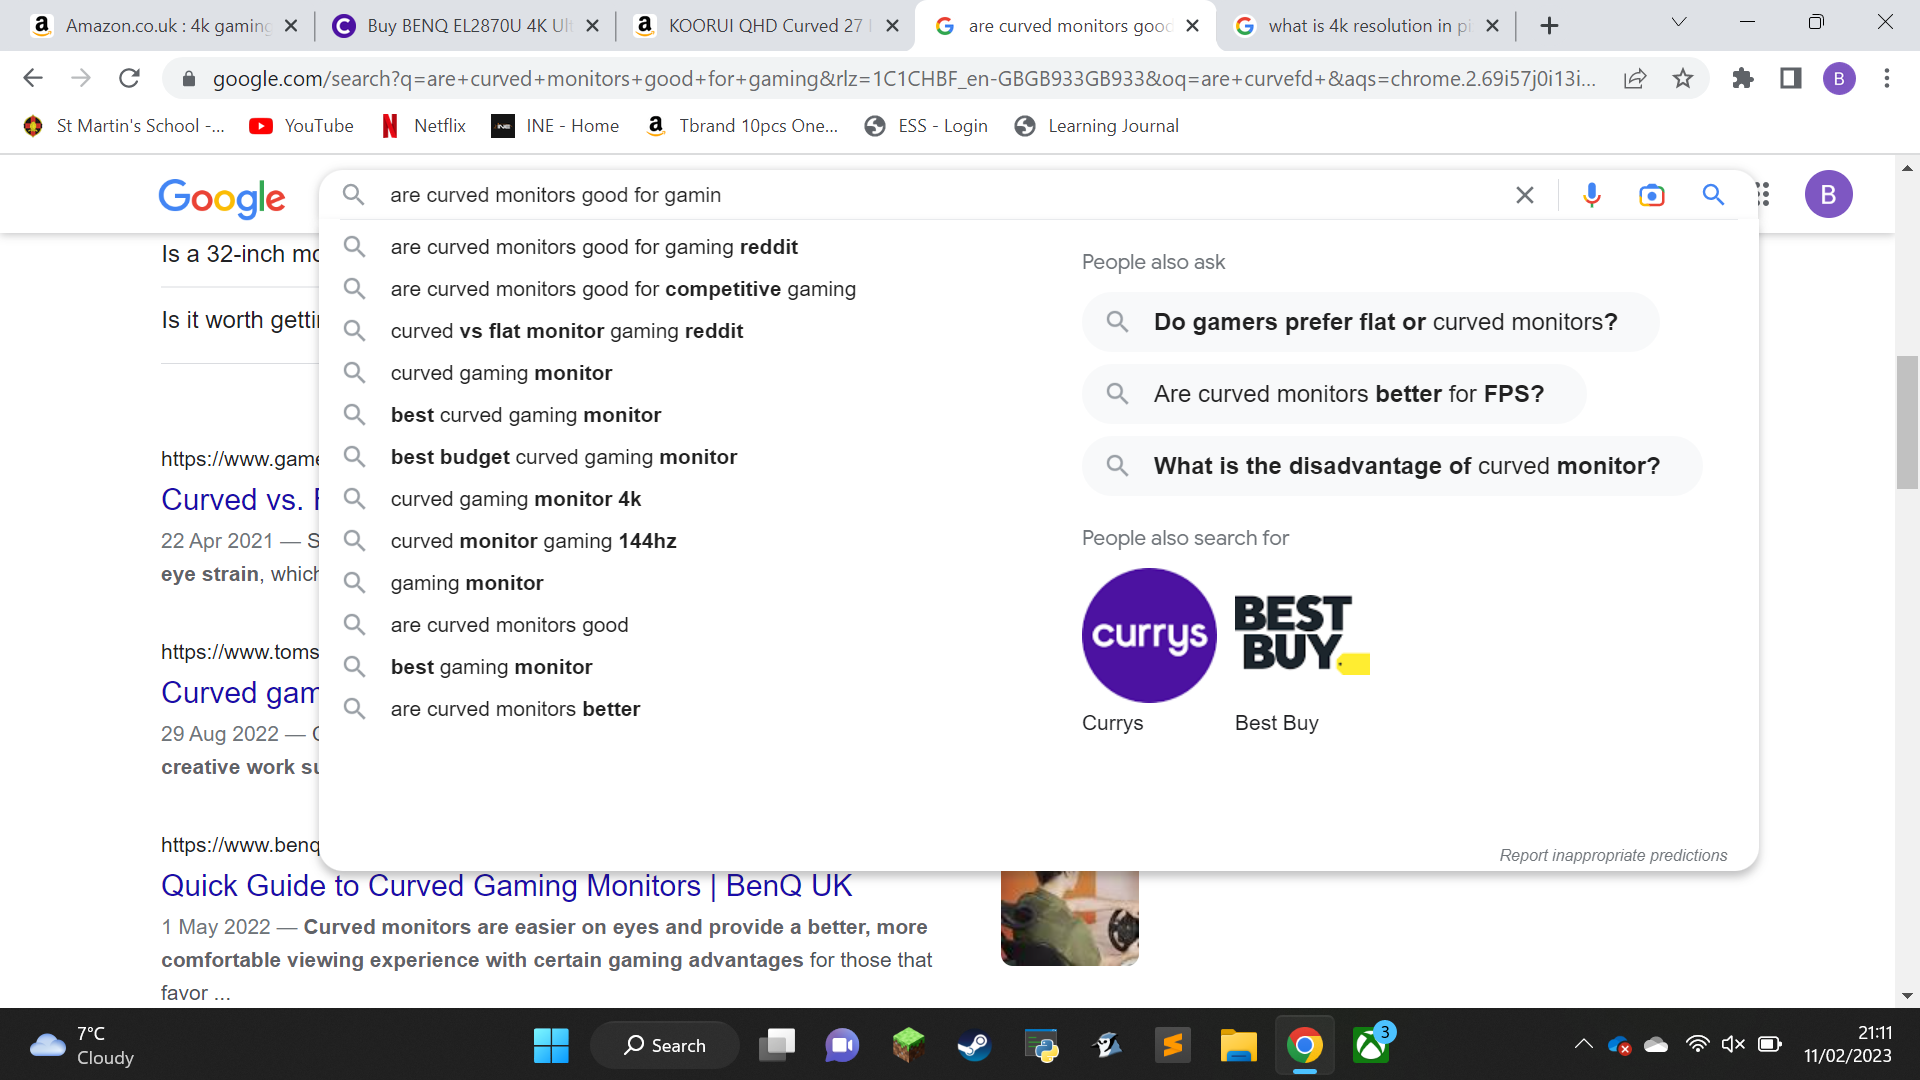 Amazon.co.uk : 4k gaming
Buy BENQ EL2870U 4K Ul
KOORUI QHD Curved 27
are curved monitors good
what is 4k resolution in pi
google.com/search?q=are+curved+monitors+good+for+gaming&rlz=1C1CHBF_en-GBGB933GB933&oq=are+curvefd+&aqs=chrome.2.69i57j0i13i...
B
St Martin's School -...
YouTube
Netflix
INE - Home
Tbrand 10pcs One...
ESS - Login
Learning Journal
Google
are curved monitors good for gamin
B
Is a 32-inch mo
Is it worth getti
https://www.game
Curved vs. F
22 Apr 2021 — S
eye strain, which
https://www.toms
Curved gam
29 Aug 2022 —
creative work su
https://www.benq
are curved monitors good for gaming reddit
are curved monitors good for competitive gaming
curved vs flat monitor gaming reddit
curved gaming monitor
best curved gaming monitor
best budget curved gaming monitor
curved gaming monitor 4k
curved monitor gaming 144hz
gaming monitor
are curved monitors good
best gaming monitor
are curved monitors better
People also ask
Do gamers prefer flat or curved monitors?
Are curved monitors better for FPS?
What is the disadvantage of curved monitor?
People also search for
currys
BEST
BUY
Currys
Best Buy
Report inappropriate predictions
Quick Guide to Curved Gaming Monitors | BenQ UK
1 May 2022 — Curved monitors are easier on eyes and provide a better, more
comfortable viewing experience with certain gaming advantages for those that
favor ...
7°C
Cloudy
Search
3
21:11
11/02/2023